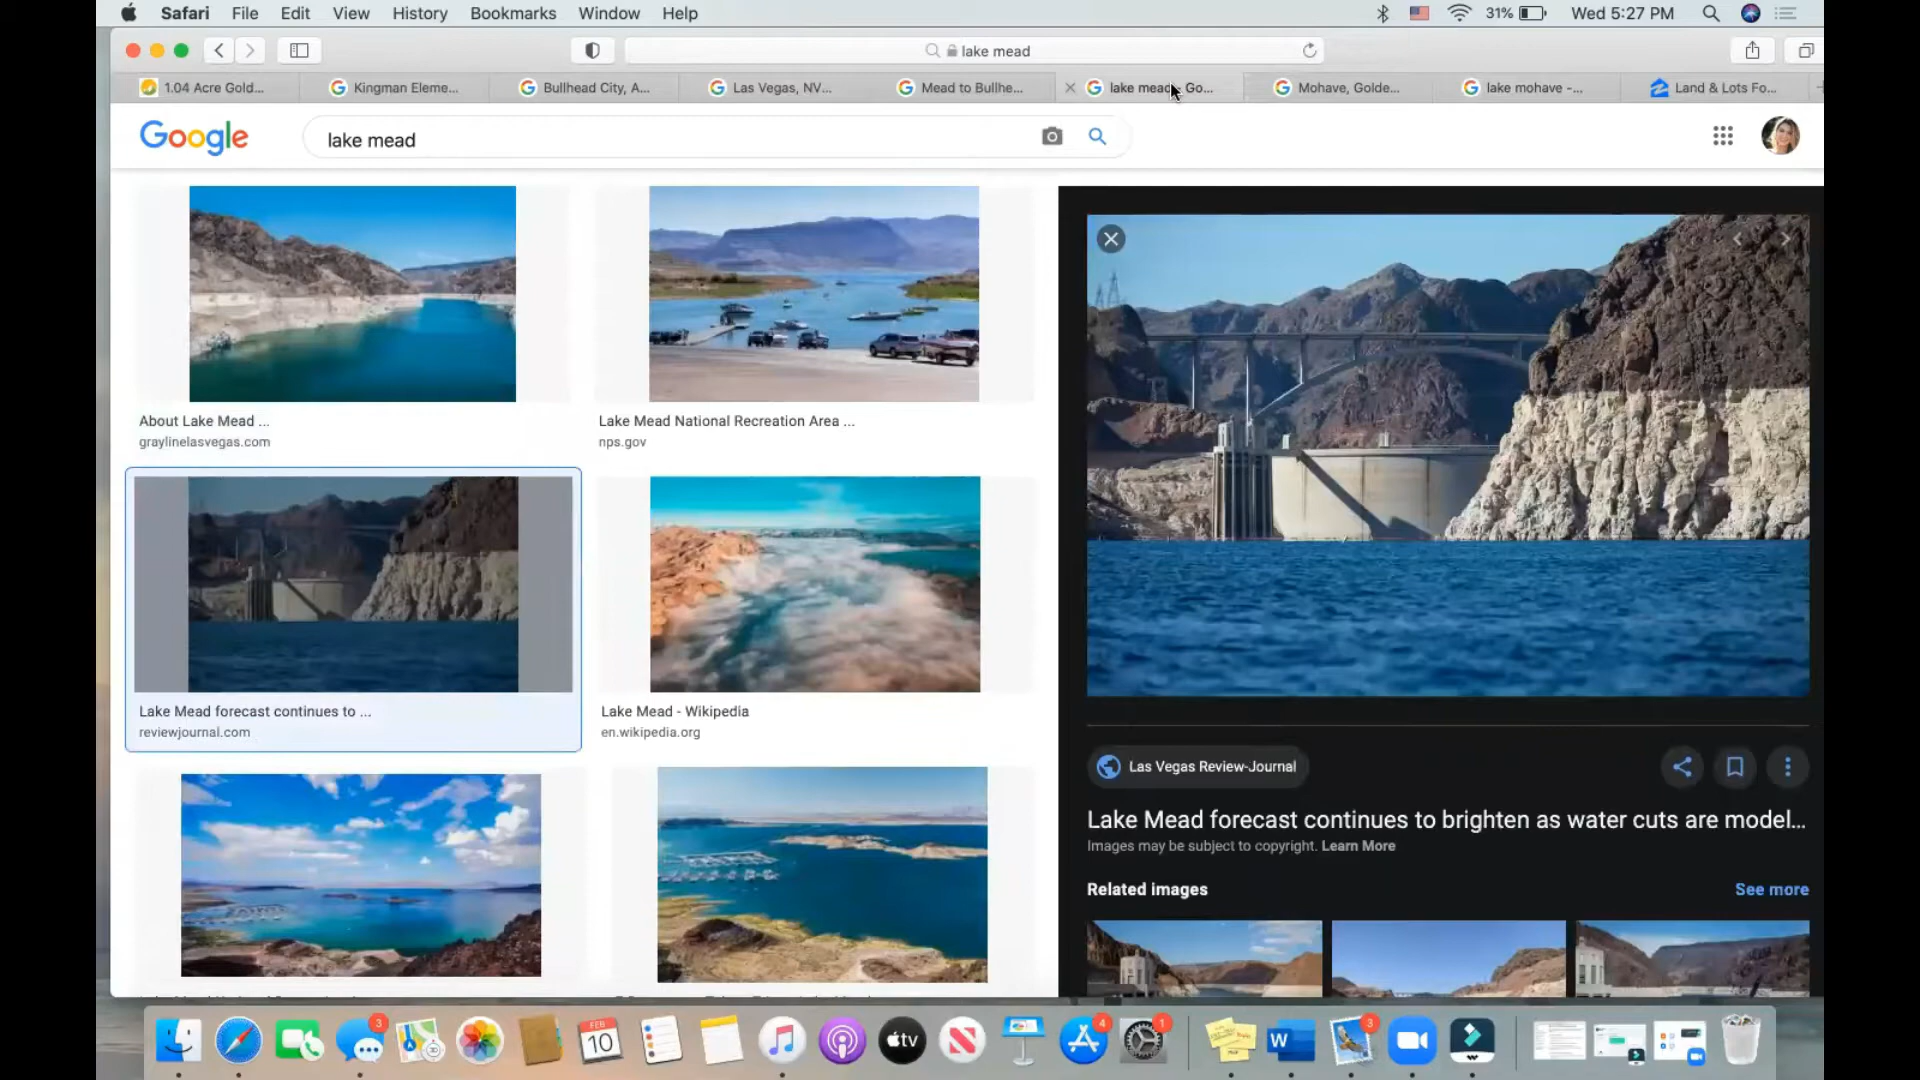 Safari File Edit View History Bookmarks Window Help 31% Wed 5:27 PM
lake mead
1.04 Acre Gold... Kingman Eleme... Bullhead City, A... Las Vegas, NV... Mead to Bullhe... lake mead - Go... Mohave, Golde... lake mohave -... Land & Lots Fo...
Google lake mead
About Lake Mead ...
graylinelasvegas.com
Lake Mead National Recreation Area ...
nps.gov
Lake Mead forecast continues to ...
reviewjournal.com
Lake Mead - Wikipedia
en.wikipedia.org
Las Vegas Review-Journal
Lake Mead forecast continues to brighten as water cuts are model...
Images may be subject to copyright. Learn More
Related images See more
3 FEB 10 tv 4 1 W 3